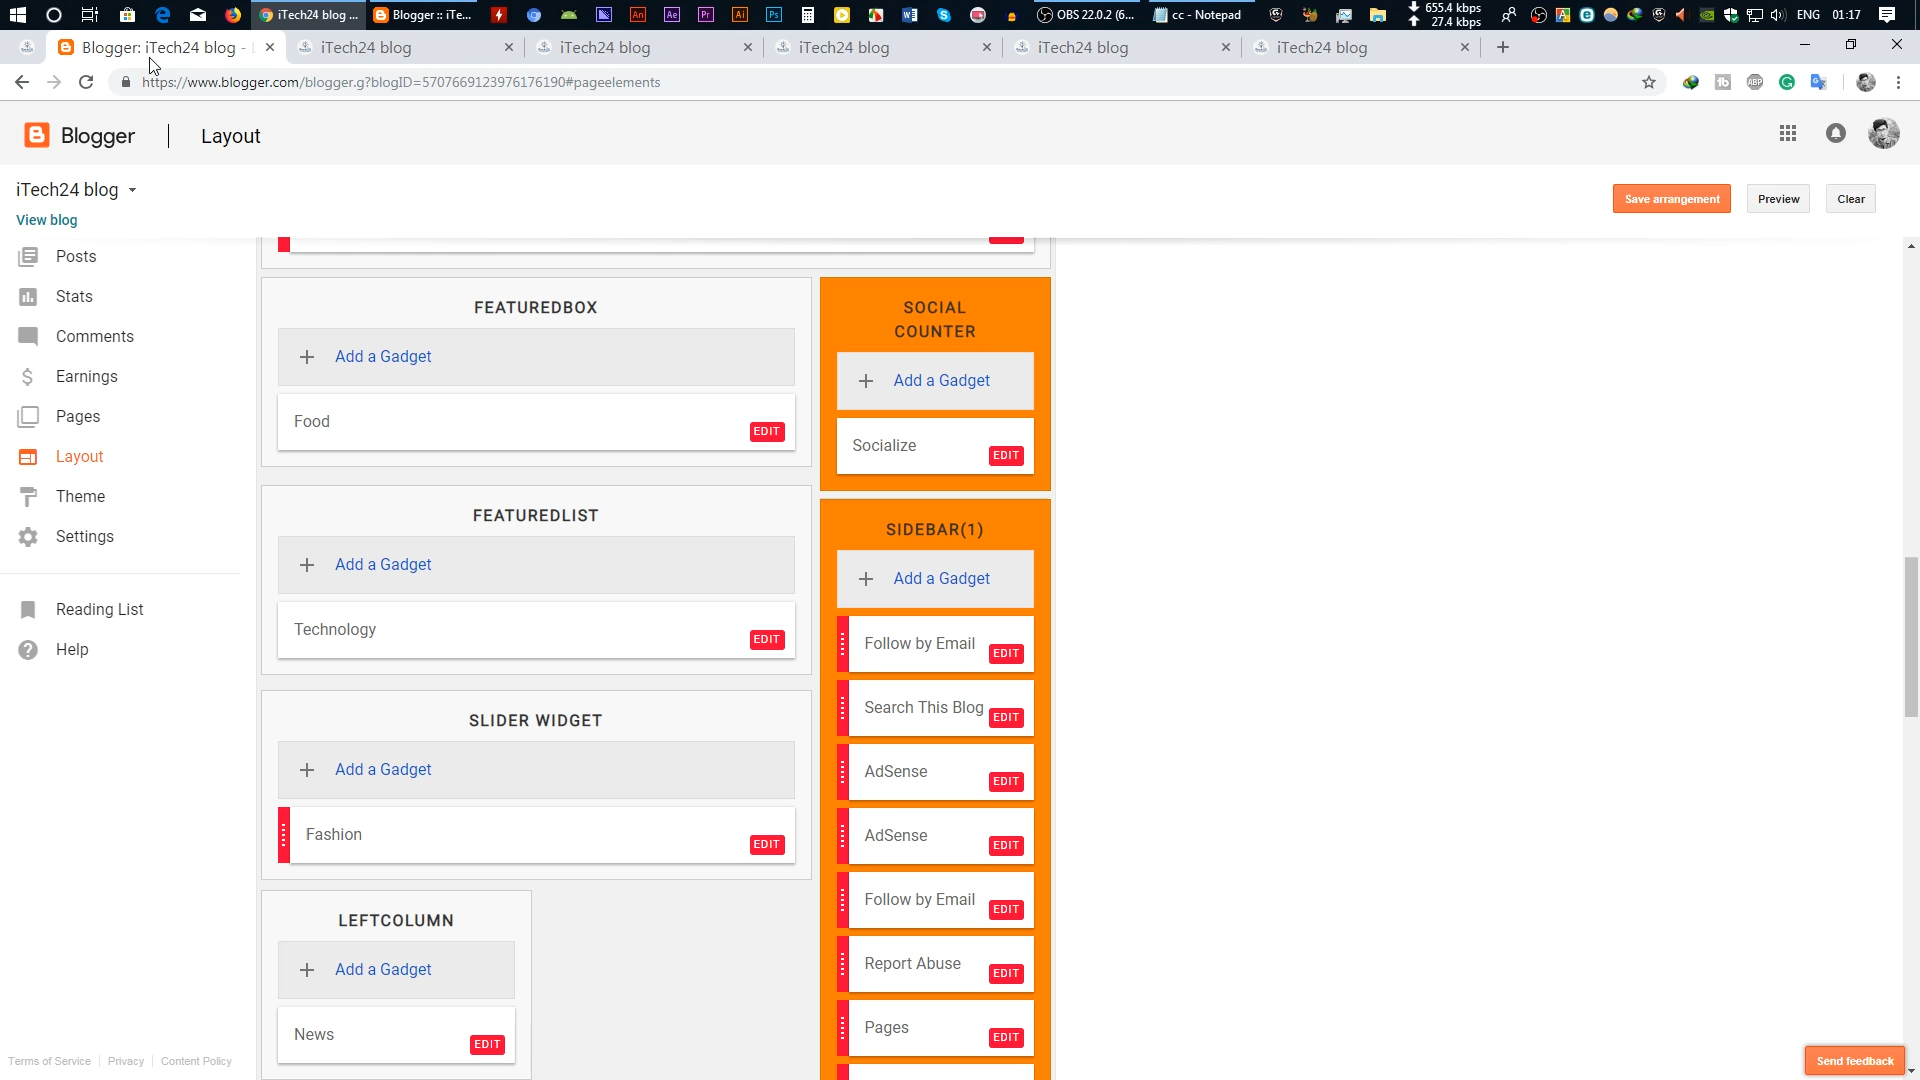 iTech24 blog ...
Blogger :: iTe...
An
Ae
Pr
Ai
Ps
OBS 22.0.2 (6...
cc - Notepad
655.4 kbps
27.4 kbps
ENG
01:17
Blogger: iTech24 blog -
iTech24 blog
iTech24 blog
iTech24 blog
iTech24 blog
iTech24 blog
https://www.blogger.com/blogger.g?blogID=5707669123976176190#pageelements
ABP
Blogger
Layout
iTech24 blog
Save arrangement
Preview
Clear
View blog
Posts
Stats
Comments
Earnings
Pages
Layout
Theme
Settings
Reading List
Help
FEATUREDBOX
Add a Gadget
Food
EDIT
FEATUREDLIST
Add a Gadget
Technology
EDIT
SLIDER WIDGET
Add a Gadget
Fashion
EDIT
LEFTCOLUMN
Add a Gadget
News
EDIT
SOCIAL
COUNTER
Add a Gadget
Socialize
EDIT
SIDEBAR(1)
Add a Gadget
Follow by Email
EDIT
Search This Blog
EDIT
AdSense
EDIT
AdSense
EDIT
Follow by Email
EDIT
Report Abuse
EDIT
Pages
EDIT
Terms of Service
Privacy
Content Policy
Send feedback